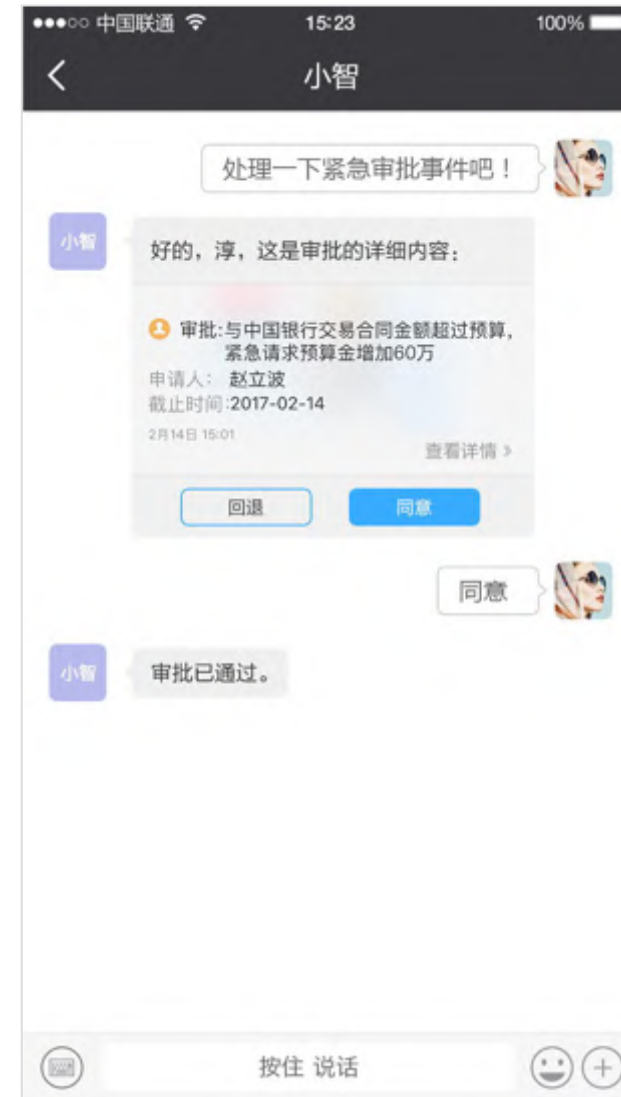 中国联通 15:23 100%
小智
处理一下紧急审批事件吧！
小智
好的，淳，这是审批的详细内容：
审批:与中国银行交易合同金额超过预算，
紧急请求预算金增加60万
申请人： 赵立波
截止时间:2017-02-14
2月14日 15:01
查看详情 》
回退 同意
同意
小智
审批已通过。
按住 说话